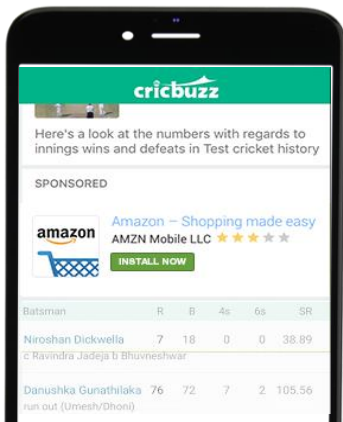 cricbuzz
Here's a look at the numbers with regards to
innings wins and defeats in Test cricket history
SPONSORED
amazon
Amazon – Shopping made easy
AMZN Mobile LLC
INSTALL NOW
Batsman R B 4s 6s SR
Niroshan Dickwella 7 18 0 0 38.89
c Ravindra Jadeja b Bhuvneshwar
Danushka Gunathilaka 76 72 7 2 105.56
run out (Umesh/Dhoni)